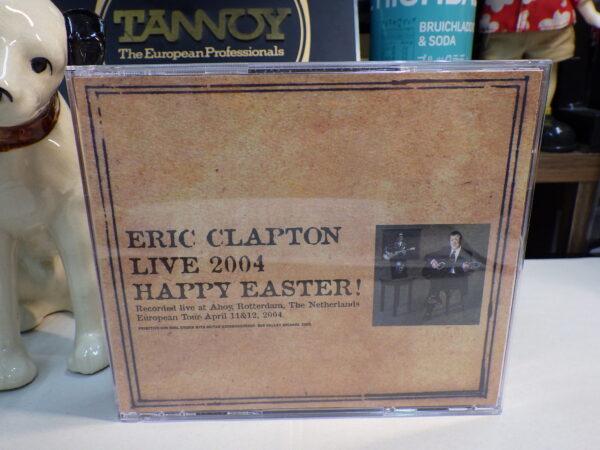 TANNOY
The European Professionals
BRUICHLAD
& SODA
ERIC CLAPTON
LIVE 2004
HAPPY EASTER!
Recorded live at Ahoy, Rotterdam, The Netherlands
European Tour April 11&12, 2004.